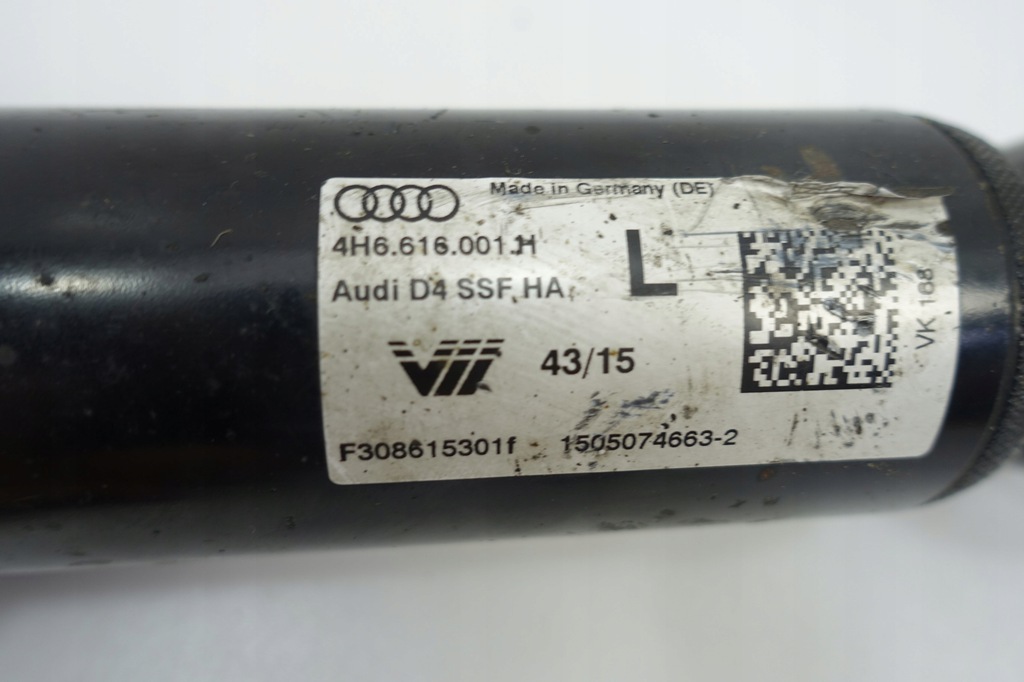 Made in Germany (DE)
4H6.616.001.H
L
Audi D4 SSF HA
43/15
VK 168
F308615301f 1505074663-2